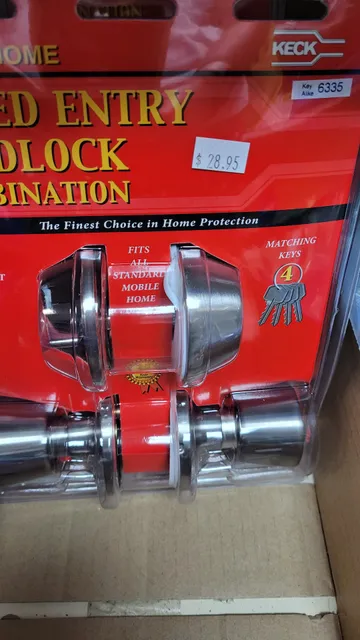 KECK
HOME
Key
Alike 6335
ED ENTRY
DLOCK
BINATION
$ 28.95
The Finest Choice in Home Protection
FITS
ALL
STANDARD
MOBILE
HOME
MATCHING
KEYS
4